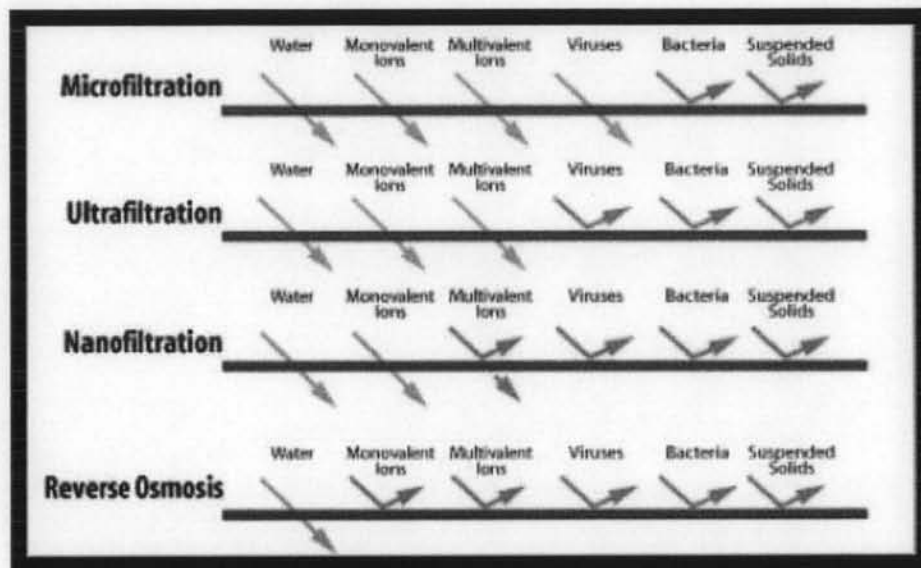 Water Monovalent Ions Multivalent Ions Viruses Bacteria Suspended Solids
Microfiltration
Water Monovalent Ions Multivalent Ions Viruses Bacteria Suspended Solids
Ultrafiltration
Water Monovalent Ions Multivalent Ions Viruses Bacteria Suspended Solids
Nanofiltration
Water Monovalent Ions Multivalent Ions Viruses Bacteria Suspended Solids
Reverse Osmosis